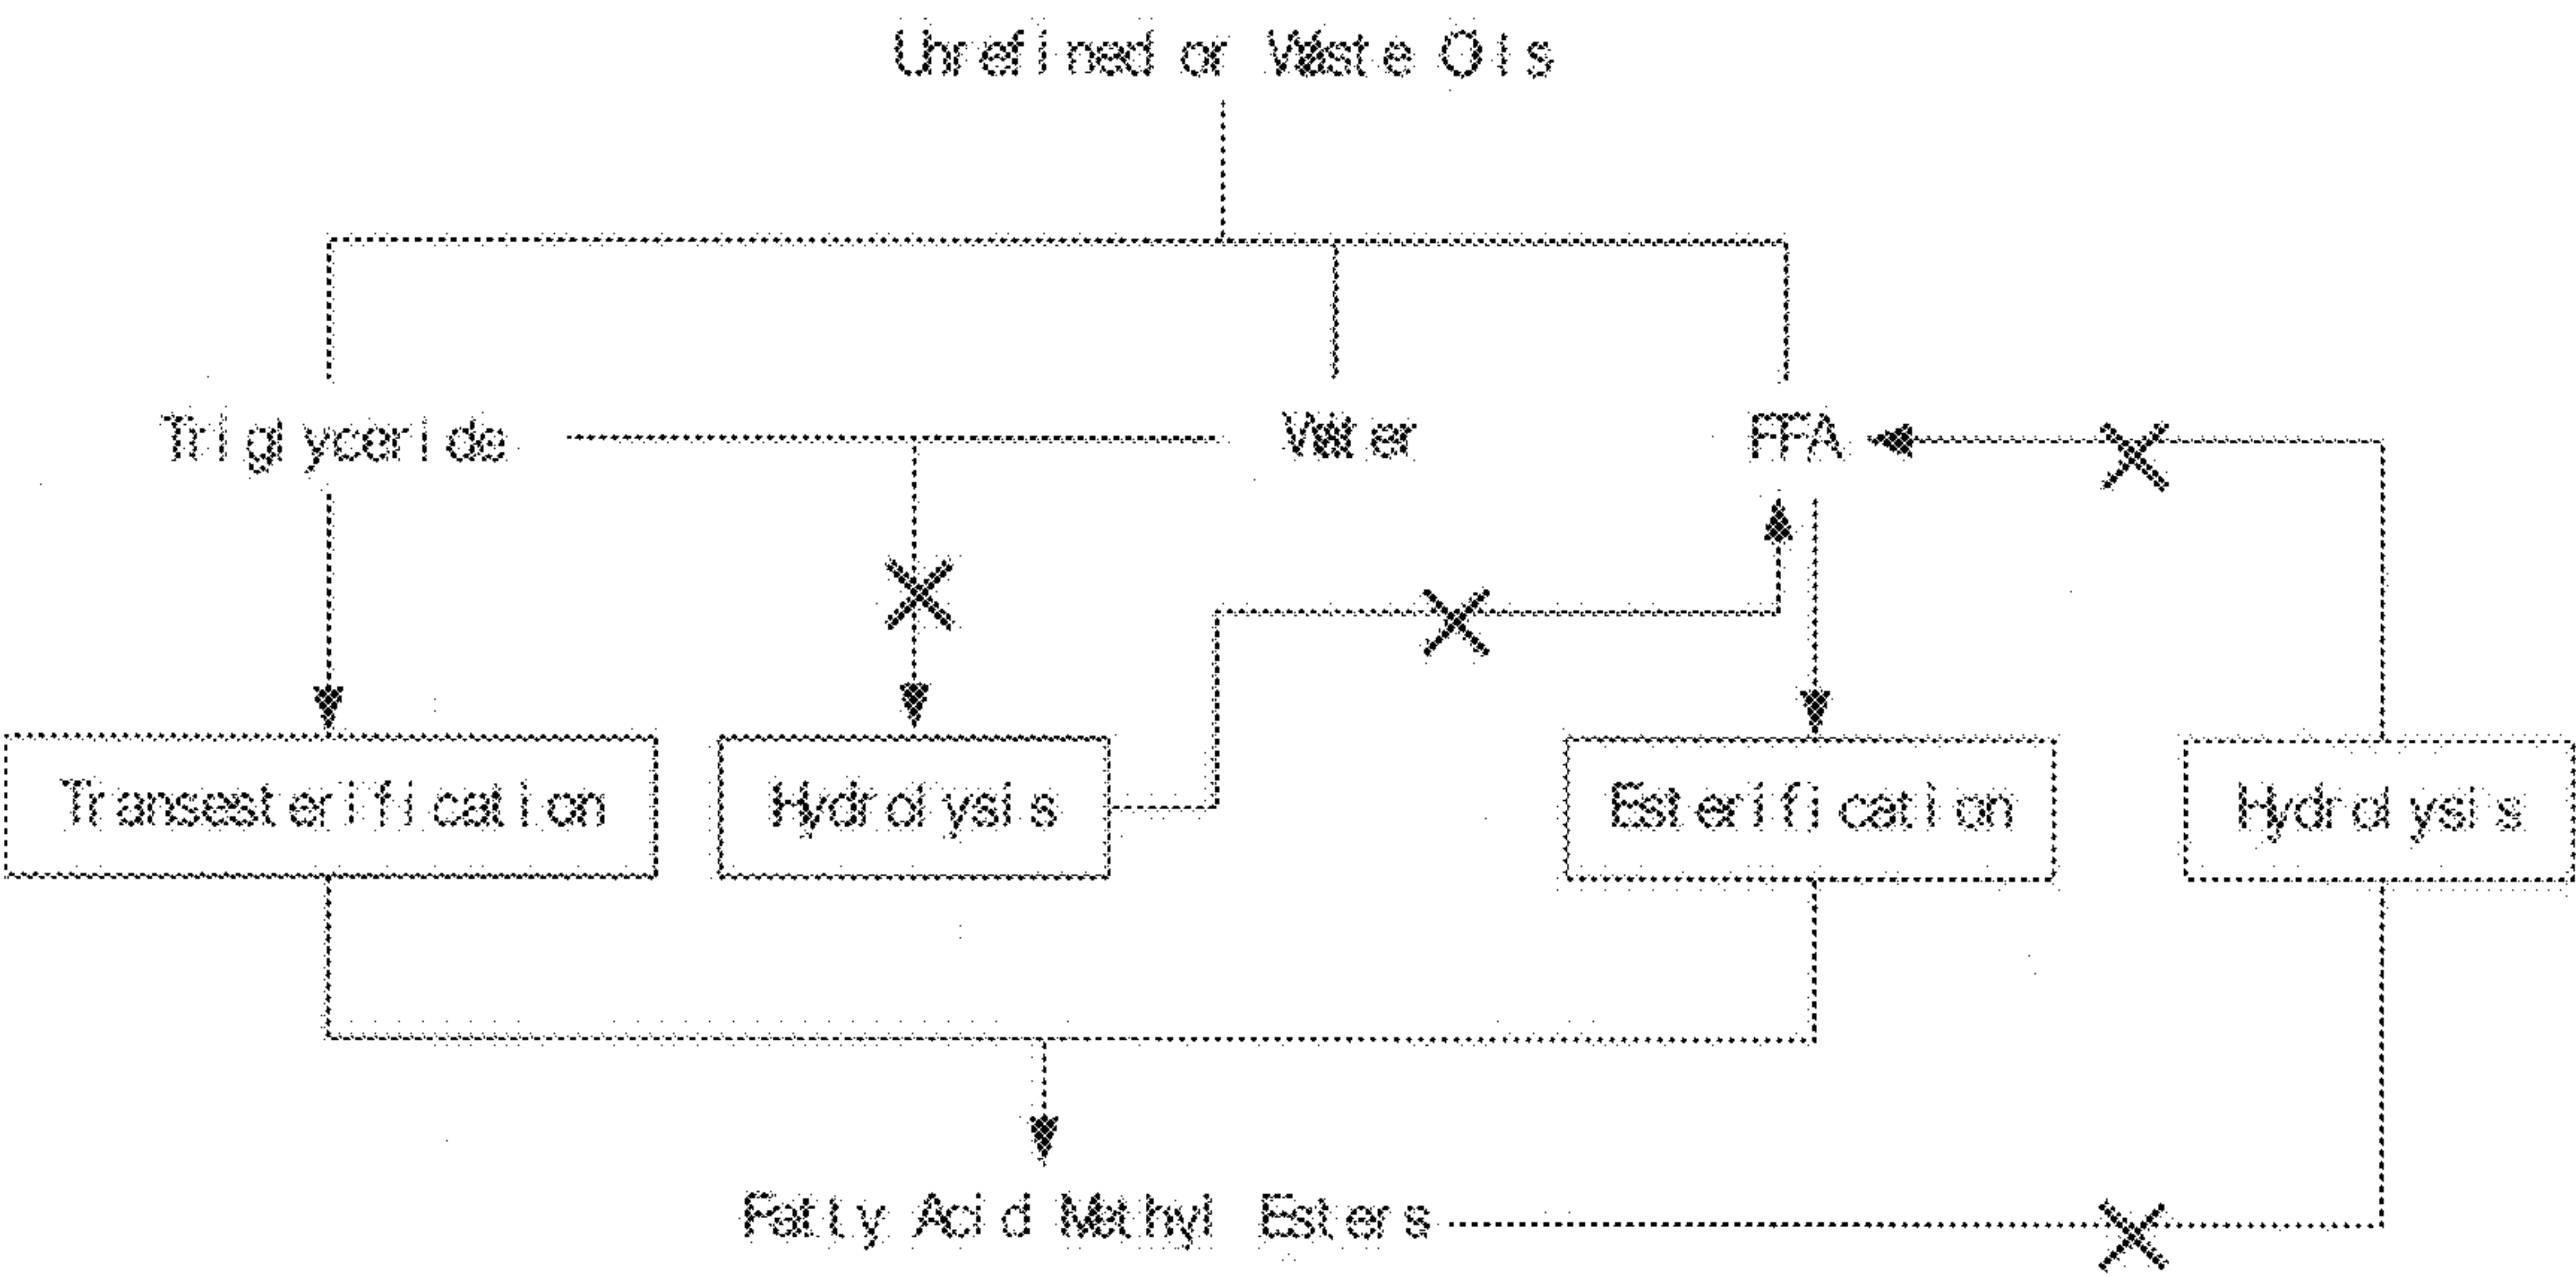 Unrefined or Waste Oils
Triglyceride Water FFA
Transesterification Hydrolysis Esterification Hydrolysis
Fatty Acid Methyl Esters